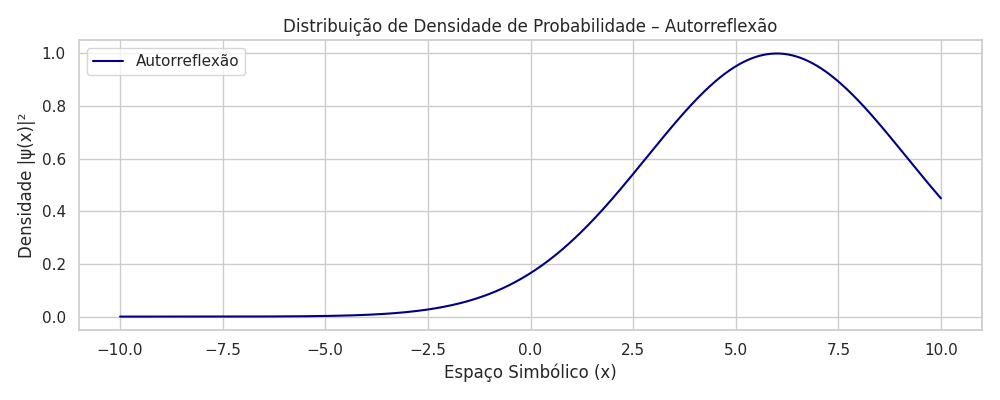 Distribuição de Densidade de Probabilidade – Autorreflexão
Autorreflexão
Densidade |ψ(x)|²
1.0
0.8
0.6
0.4
0.2
0.0
−10.0 −7.5 −5.0 −2.5 0.0 2.5 5.0 7.5 10.0
Espaço Simbólico (x)